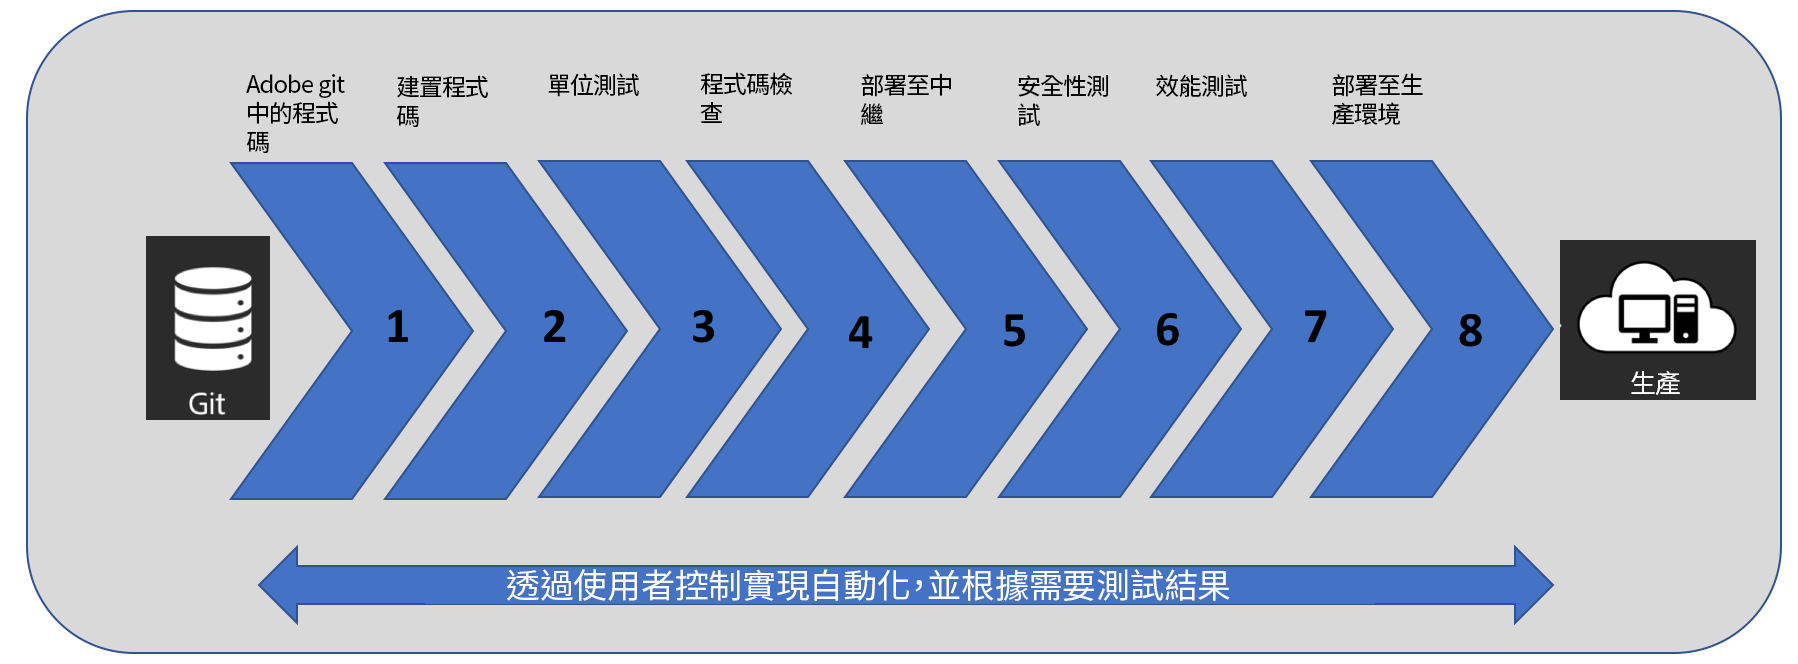 Adobe git
中的程式
碼
建置程式
碼
單位測試
程式碼檢
查
部署至中
繼
安全性測
試
效能測試
部署至生
產環境
1
2
3
4
5
6
7
8
Git
生產
透過使用者控制實現自動化，並根據需要測試結果